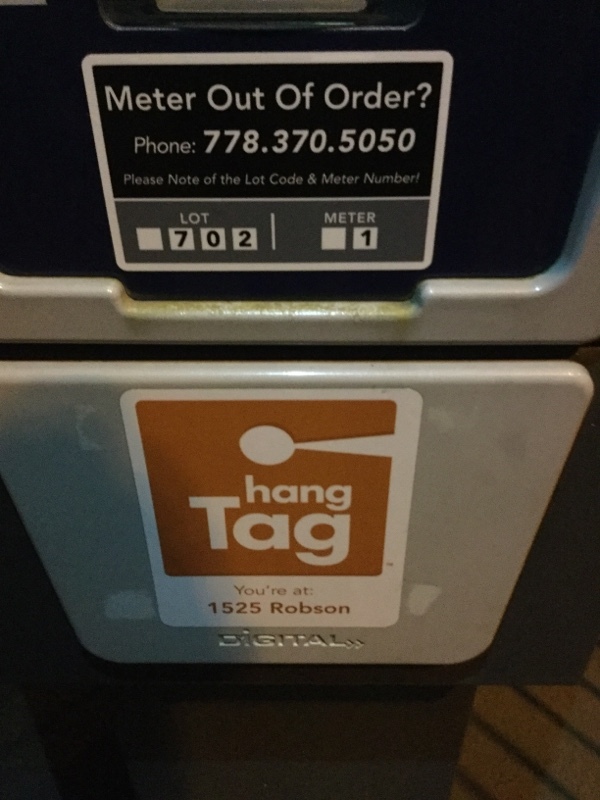 Meter Out Of Order?
Phone: 778.370.5050
Please Note of the Lot Code & Meter Number!
LOT METER
702 1
hang
Tag
™
You're at:
1525 Robson
DIGITAL